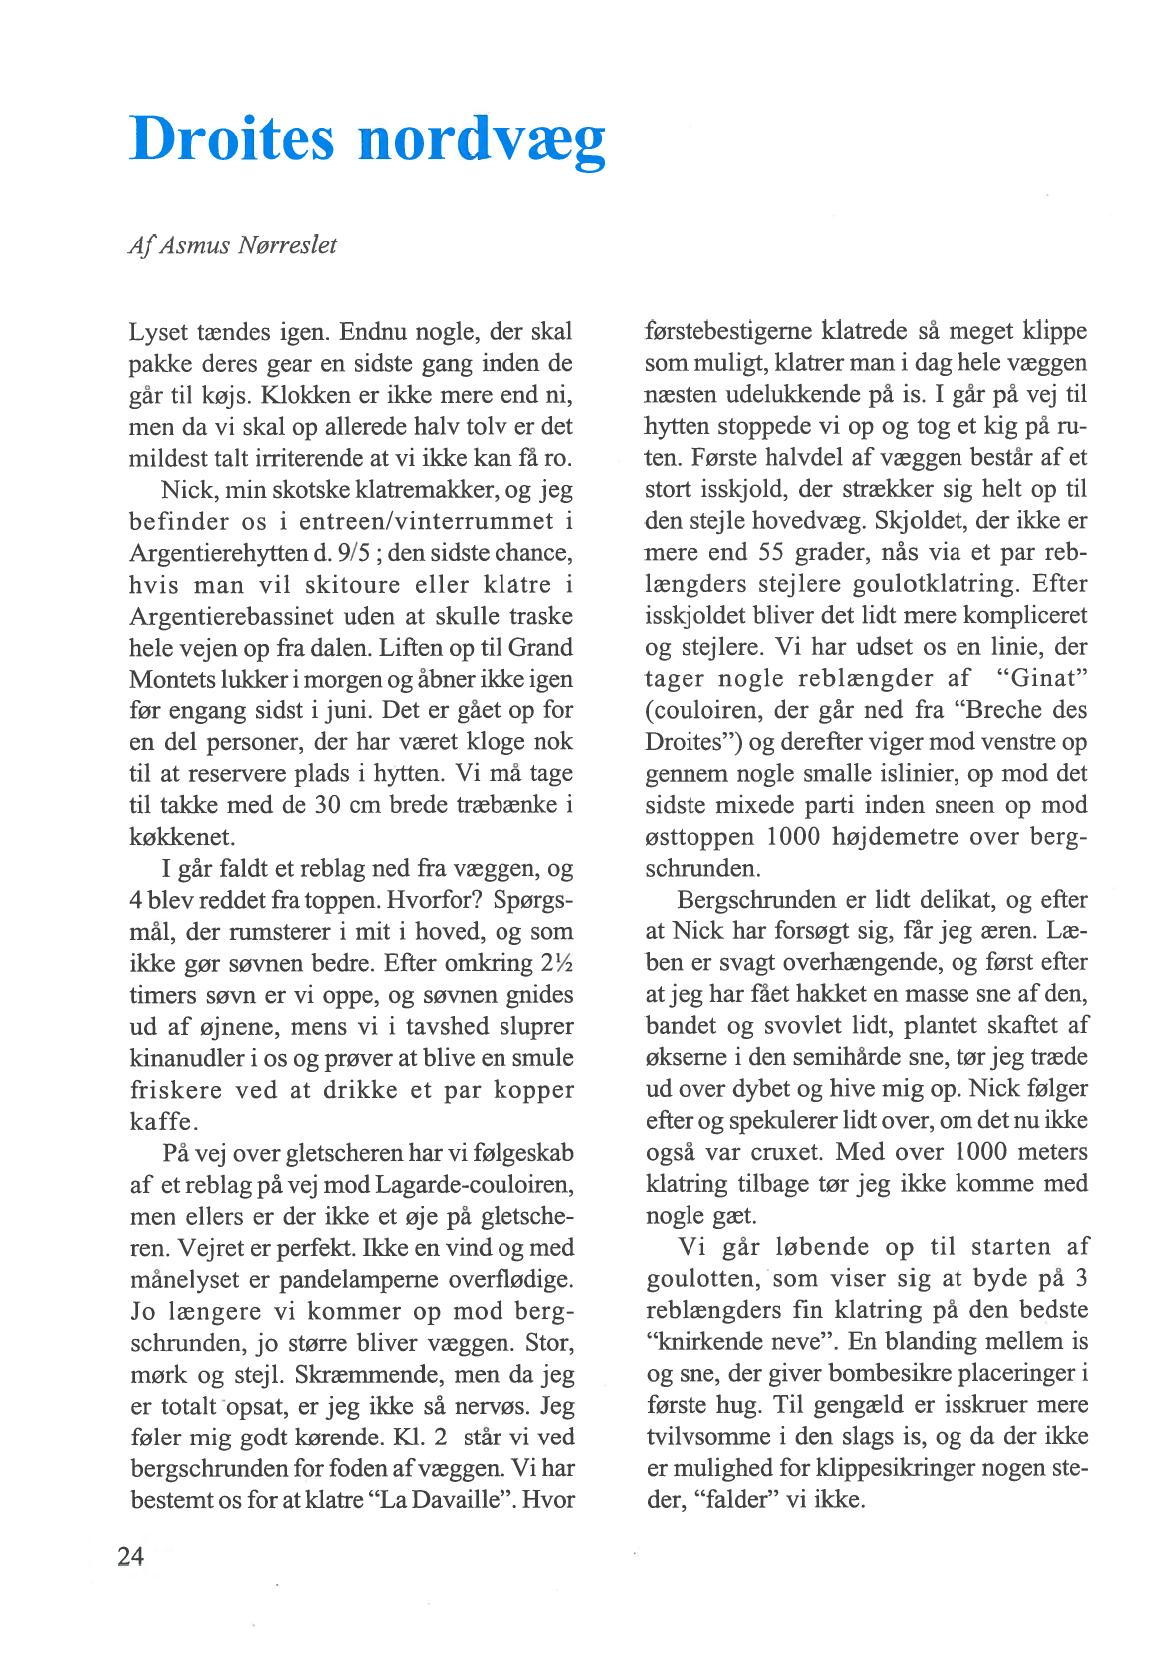 Droites nordvæg
Af Asmus Nørreslet
Lyset tændes igen. Endnu nogle, der skal
pakke deres gear en sidste gang inden de
går til køjs. Klokken er ikke mere end ni,
men da vi skal op allerede halv tolv er det
mildest talt irriterende at vi ikke kan få ro.
Nick, min skotske klatremakker, og jeg
befinder os i entreen/vinterrummet i
Argentierehytten d. 9/5 ; den sidste chance,
hvis man vil skitoure eller klatre i
Argentierebassinet uden at skulle traske
hele vejen op fra dalen. Liften op til Grand
Montets lukker i morgen og åbner ikke igen
før engang sidst i juni. Det er gået op for
en del personer, der har været kloge nok
til at reservere plads i hytten. Vi må tage
til takke med de 30 cm brede træbænke i
køkkenet.
I går faldt et reblag ned fra væggen, og
4 blev reddet fra toppen. Hvorfor? Spørgs-
mål, der rumsterer i mit i hoved, og som
ikke gør søvnen bedre. Efter omkring 2½
timers søvn er vi oppe, og søvnen gnides
ud af øjnene, mens vi i tavshed sluprer
kinanudler i os og prøver at blive en smule
friskere ved at drikke et par kopper
kaffe.
På vej over gletscheren har vi følgeskab
af et reblag på vej mod Lagarde-couloiren,
men ellers er der ikke et øje på gletsche-
ren. Vejret er perfekt. Ikke en vind og med
månelyset er pandelamperne overflødige.
Jo længere vi kommer op mod berg-
schrunden, jo større bliver væggen. Stor,
mørk og stejl. Skræmmende, men da jeg
er totalt opsat, er jeg ikke så nervøs. Jeg
føler mig godt kørende. Kl. 2 står vi ved
bergschrunden for foden af væggen. Vi har
bestemt os for at klatre “La Davaille”. Hvor
førstebestigerne klatrede så meget klippe
som muligt, klatrer man i dag hele væggen
næsten udelukkende på is. I går på vej til
hytten stoppede vi op og tog et kig på ru-
ten. Første halvdel af væggen består af et
stort isskjold, der strækker sig helt op til
den stejle hovedvæg. Skjoldet, der ikke er
mere end 55 grader, nås via et par reb-
længders stejlere goulotklatring. Efter
isskjoldet bliver det lidt mere kompliceret
og stejlere. Vi har udset os en linie, der
tager nogle reblængder af “Ginat”
(couloiren, der går ned fra “Breche des
Droites”) og derefter viger mod venstre op
gennem nogle smalle islinier, op mod det
sidste mixede parti inden sneen op mod
østtoppen 1000 højdemetre over berg-
schrunden.
Bergschrunden er lidt delikat, og efter
at Nick har forsøgt sig, får jeg æren. Læ-
ben er svagt overhængende, og først efter
at jeg har fået hakket en masse sne af den,
bandet og svovlet lidt, plantet skaftet af
økserne i den semihårde sne, tør jeg træde
ud over dybet og hive mig op. Nick følger
efter og spekulerer lidt over, om det nu ikke
også var cruxet. Med over 1000 meters
klatring tilbage tør jeg ikke komme med
nogle gæt.
Vi går løbende op til starten af
goulotten, som viser sig at byde på 3
reblængders fin klatring på den bedste
“knirkende neve”. En blanding mellem is
og sne, der giver bombesikre placeringer i
første hug. Til gengæld er isskruer mere
tvilvsomme i den slags is, og da der ikke
er mulighed for klippesikringer nogen ste-
der, “falder” vi ikke.
24